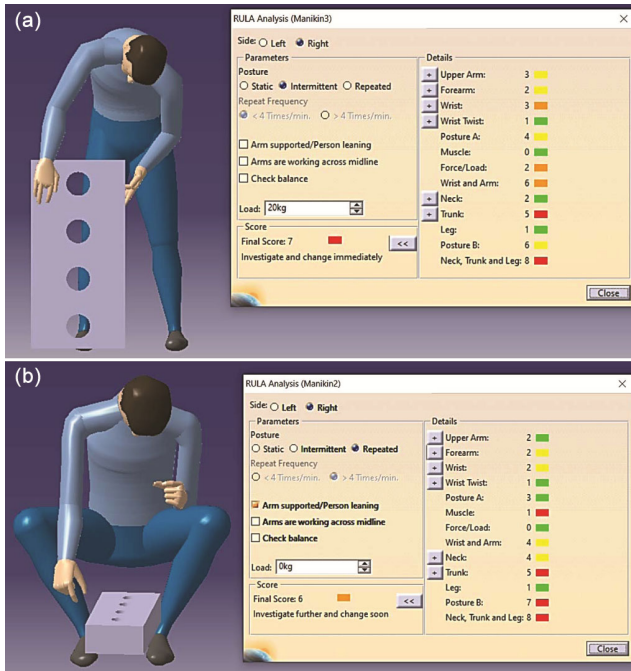 (a)
RULA Analysis (Manikin3)
Side: Left Right
Parameters
Posture
Static Intermittent Repeated
Repeat Frequency
< 4 Times/min. > 4 Times/min.
Arm supported/Person leaning
Arms are working across midline
Check balance
Load: 20kg
Score
Final Score: 7
<<
Investigate and change immediately
Details
+ Upper Arm: 3
+ Forearm: 2
+ Wrist: 3
+ Wrist Twist: 1
Posture A: 4
Muscle: 0
Force/Load: 2
Wrist and Arm: 6
+ Neck: 2
+ Trunk: 5
Leg: 1
Posture B: 6
Neck, Trunk and Leg: 8
Close
(b)
RULA Analysis (Manikin2)
Side: Left Right
Parameters
Posture
Static Intermittent Repeated
Repeat Frequency
< 4 Times/min. > 4 Times/min.
Arm supported/Person leaning
Arms are working across midline
Check balance
Load: 0kg
Score
Final Score: 6
<<
Investigate further and change soon
Details
+ Upper Arm: 2
+ Forearm: 2
+ Wrist: 2
+ Wrist Twist: 1
Posture A: 3
Muscle: 1
Force/Load: 0
Wrist and Arm: 4
+ Neck: 4
+ Trunk: 5
Leg: 1
Posture B: 7
Neck, Trunk and Leg: 8
Close